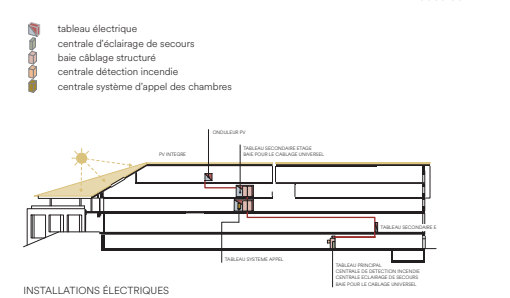 tableau électrique
centrale d'éclairage de secours
baie câblage structuré
centrale détection incendie
centrale système d'appel des chambres
ONDULEUR PV
PV INTEGRE
TABLEAU SECONDAIRE ETAGE
BAIE POUR LE CABLAGE UNIVERSEL
TABLEAU SECONDAIRE E
TABLEAU SYSTEME APPEL
TABLEAU PRINCIPAL
CENTRALE DE DETECTION INCENDIE
CENTRALE ECLAIRAGE DE SECOURS
BAIE POUR LE CABLAGE UNIVERSEL
INSTALLATIONS ÉLECTRIQUES